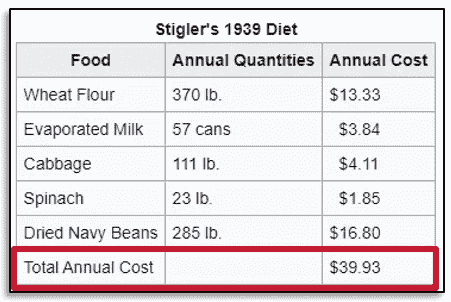 Stigler's 1939 Diet
Food Annual Quantities Annual Cost
Wheat Flour 370 lb. $13.33
Evaporated Milk 57 cans $3.84
Cabbage 111 lb. $4.11
Spinach 23 lb. $1.85
Dried Navy Beans 285 lb. $16.80
Total Annual Cost $39.93